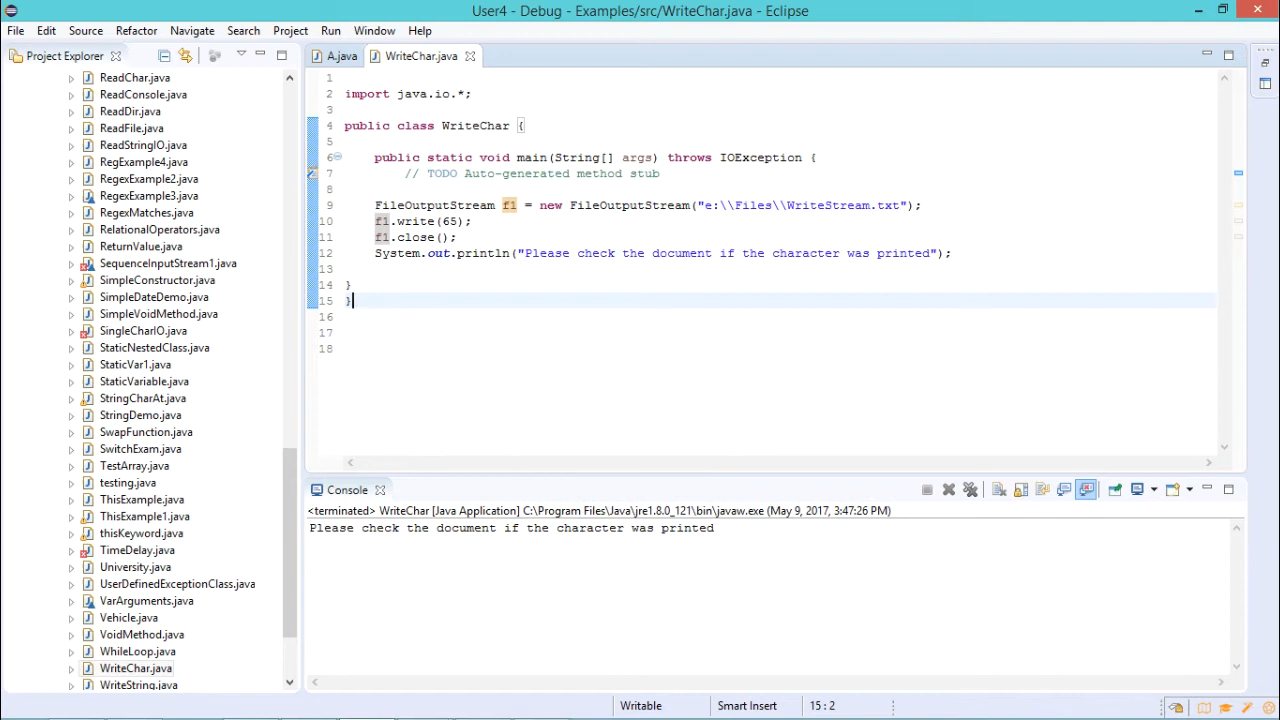 User4 - Debug - Examples/src/WriteChar.java - Eclipse
File Edit Source Refactor Navigate Search Project Run Window Help
Project Explorer
ReadChar.java
ReadConsole.java
ReadDir.java
ReadFile.java
ReadStringIO.java
RegExample4.java
RegexExample2.java
RegexExample3.java
RegexMatches.java
RelationalOperators.java
ReturnValue.java
SequenceInputStream1.java
SimpleConstructor.java
SimpleDateDemo.java
SimpleVoidMethod.java
SingleCharIO.java
StaticNestedClass.java
StaticVar1.java
StaticVariable.java
StringCharAt.java
StringDemo.java
SwapFunction.java
SwitchExam.java
TestArray.java
testing.java
ThisExample.java
ThisExample1.java
thisKeyword.java
TimeDelay.java
University.java
UserDefinedExceptionClass.java
VarArguments.java
Vehicle.java
VoidMethod.java
WhileLoop.java
WriteChar.java
WriteString.java
A.java WriteChar.java
1
2 import java.io.*;
3
4 public class WriteChar {
5
6 public static void main(String[] args) throws IOException {
7 // TODO Auto-generated method stub
8
9 FileOutputStream f1 = new FileOutputStream("e:\\Files\\WriteStream.txt");
10 f1.write(65);
11 f1.close();
12 System.out.println("Please check the document if the character was printed");
13
14 }
15 }
16
17
18
Console
<terminated> WriteChar [Java Application] C:\Program Files\Java\jre1.8.0_121\bin\javaw.exe (May 9, 2017, 3:47:26 PM)
Please check the document if the character was printed
Writable Smart Insert 15 : 2